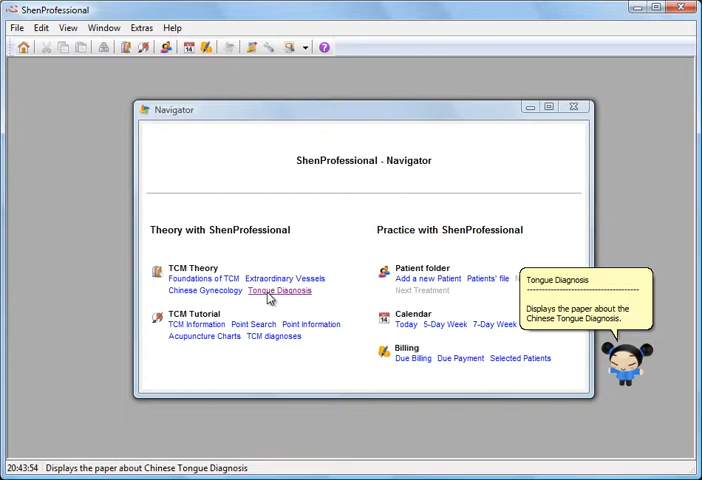 ShenProfessional
File Edit View Window Extras Help
14
Navigator
ShenProfessional - Navigator
Theory with ShenProfessional
Practice with ShenProfessional
TCM Theory
Foundations of TCM Extraordinary Vessels
Chinese Gynecology Tongue Diagnosis
TCM Tutorial
TCM Information Point Search Point Information
Acupuncture Charts TCM diagnoses
Patient folder
Add a new Patient Patients' file
Next Treatment
Calendar
Today 5-Day Week 7-Day Week
Billing
Due Billing Due Payment Selected Patients
14
Tongue Diagnosis
Displays the paper about the
Chinese Tongue Diagnosis.
20:43:54 Displays the paper about Chinese Tongue Diagnosis